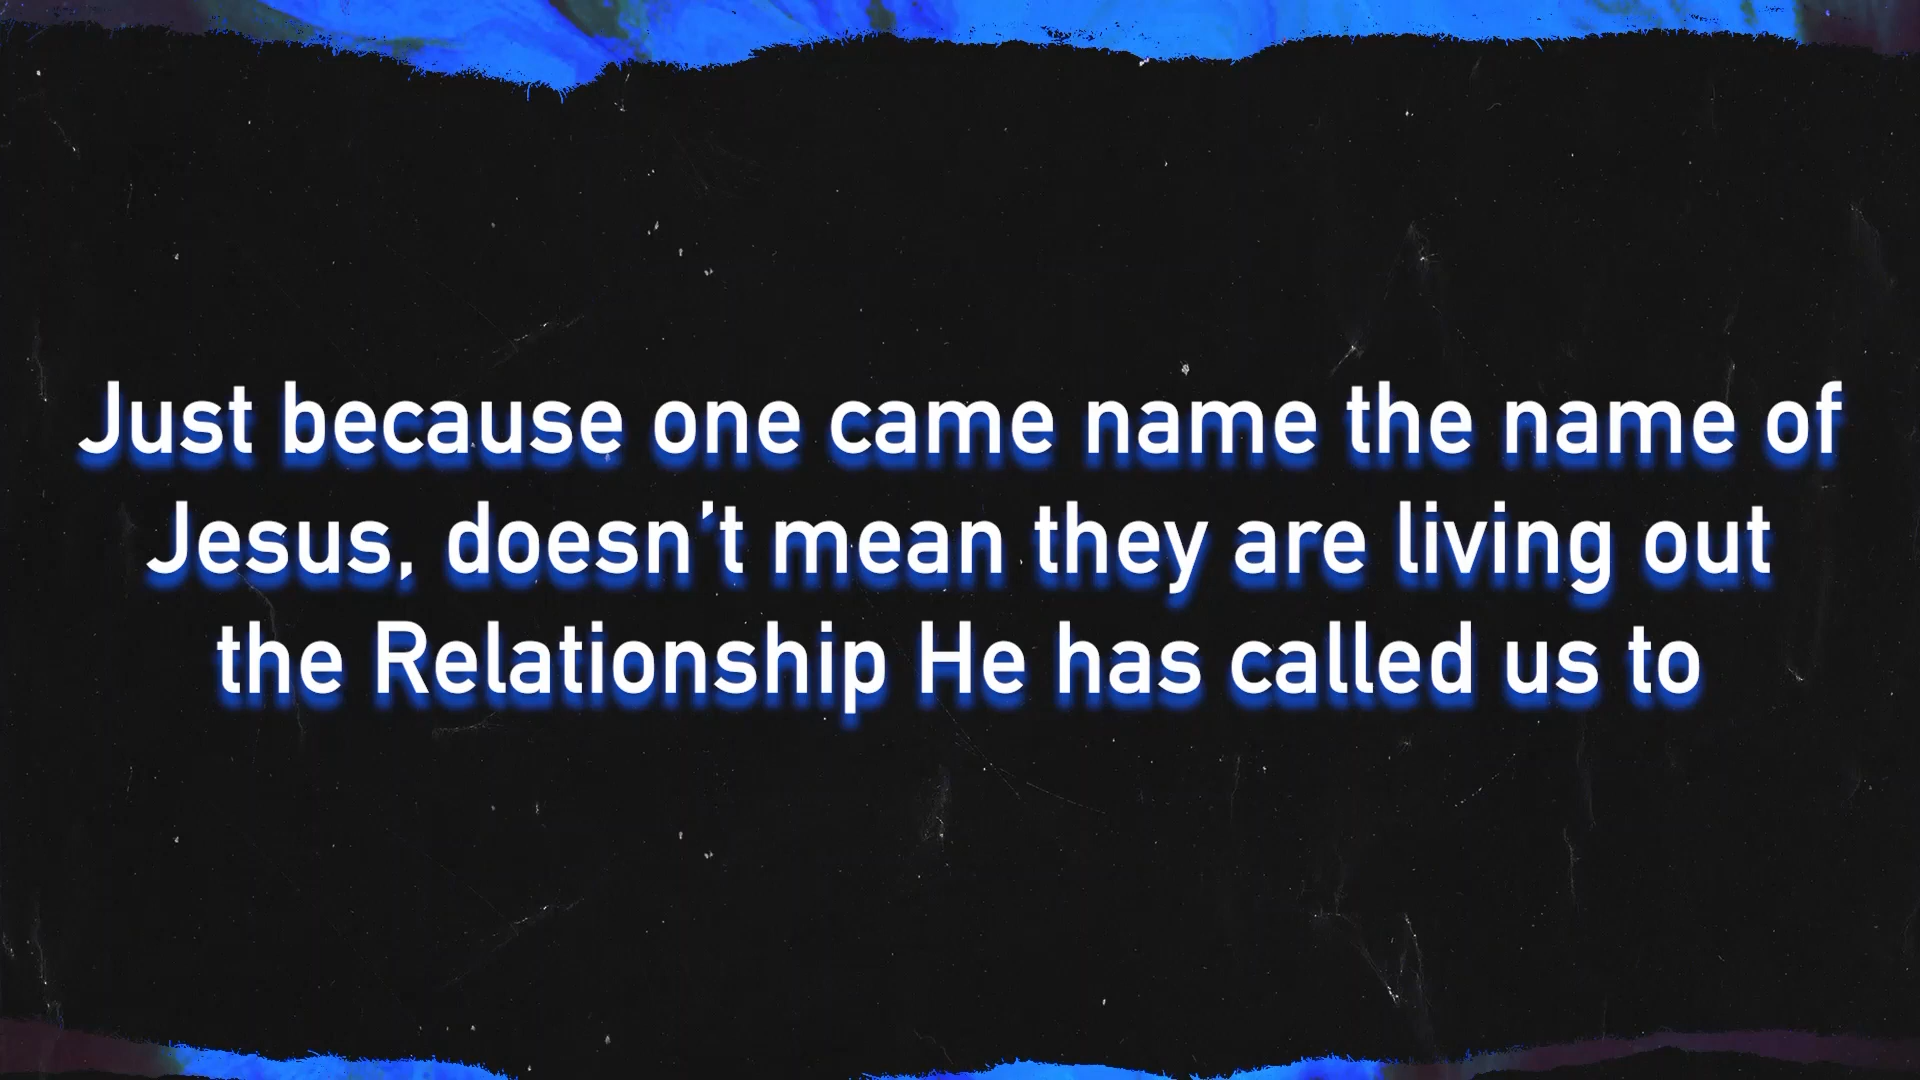 Just because one came name the name of
Jesus, doesn't mean they are living out
the Relationship He has called us to